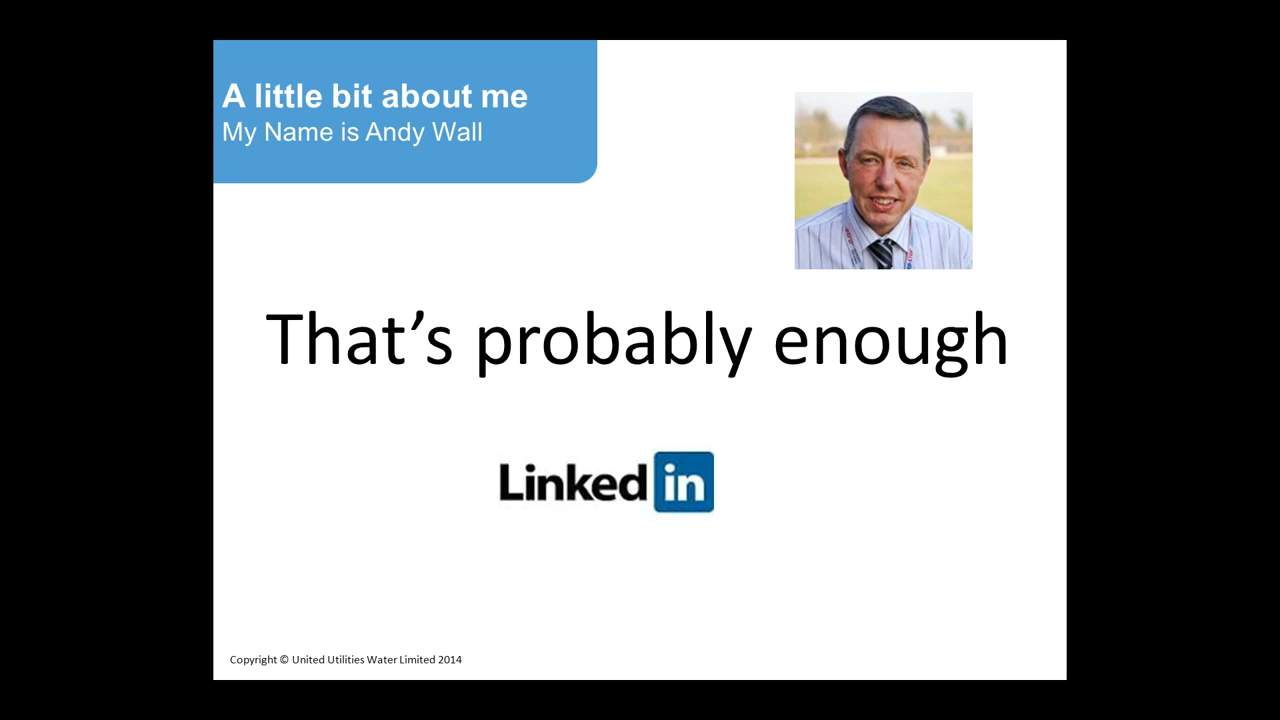 A little bit about me
My Name is Andy Wall
That’s probably enough
Linked in
Copyright © United Utilities Water Limited 2014